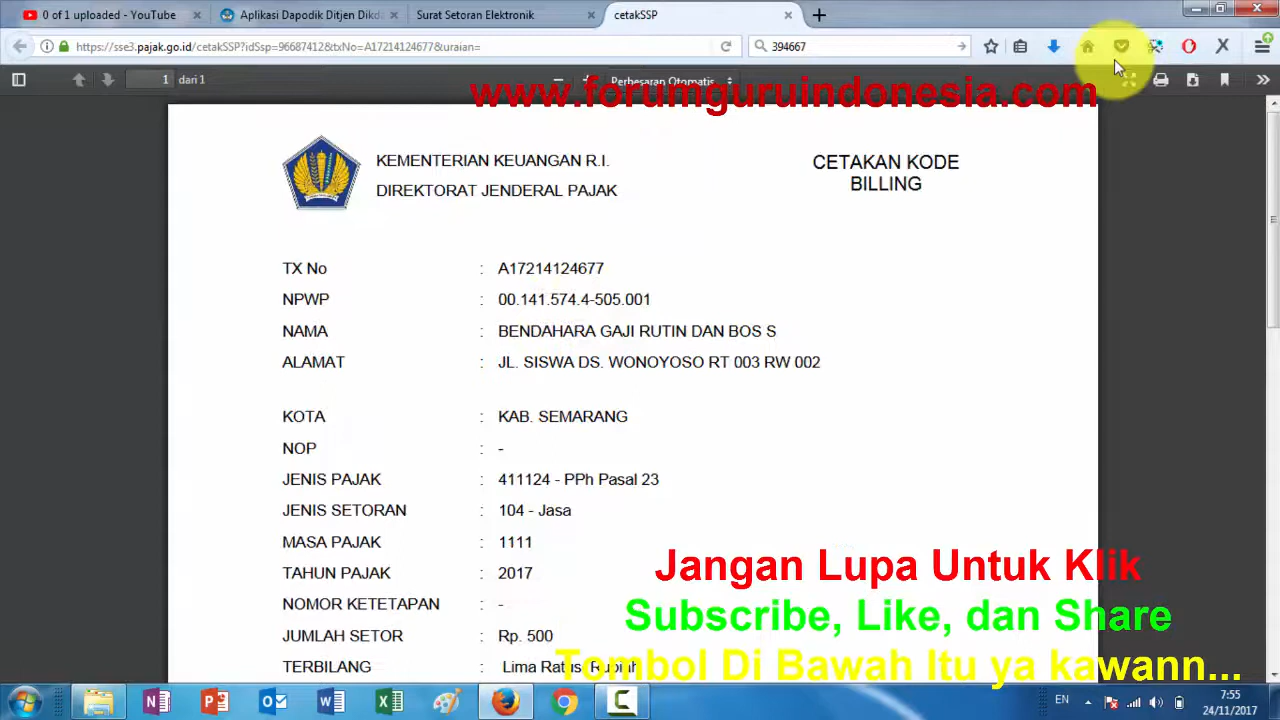 0 of 1 uploaded - YouTube
Aplikasi Dapodik Ditjen Dikda
Surat Setoran Elektronik
cetakSSP
https://sse3.pajak.go.id/cetakSSP?idSsp=96687412&txNo=A17214124677&uraian=
394667
1 dari 1
Perbesaran Otomatis
www.forumguruindonesia.com
KEMENTERIAN KEUANGAN R.I.
DIREKTORAT JENDERAL PAJAK
CETAKAN KODE
BILLING
TX No : A17214124677
NPWP : 00.141.574.4-505.001
NAMA : BENDAHARA GAJI RUTIN DAN BOS S
ALAMAT : JL. SISWA DS. WONOYOSO RT 003 RW 002
KOTA : KAB. SEMARANG
NOP : -
JENIS PAJAK : 411124 - PPh Pasal 23
JENIS SETORAN : 104 - Jasa
MASA PAJAK : 1111
TAHUN PAJAK : 2017
NOMOR KETETAPAN : -
JUMLAH SETOR : Rp. 500
TERBILANG : Lima Ratus Rupiah
Jangan Lupa Untuk Klik
Subscribe, Like, dan Share
Tombol Di Bawah Itu ya kawann...
EN
7:55
24/11/2017